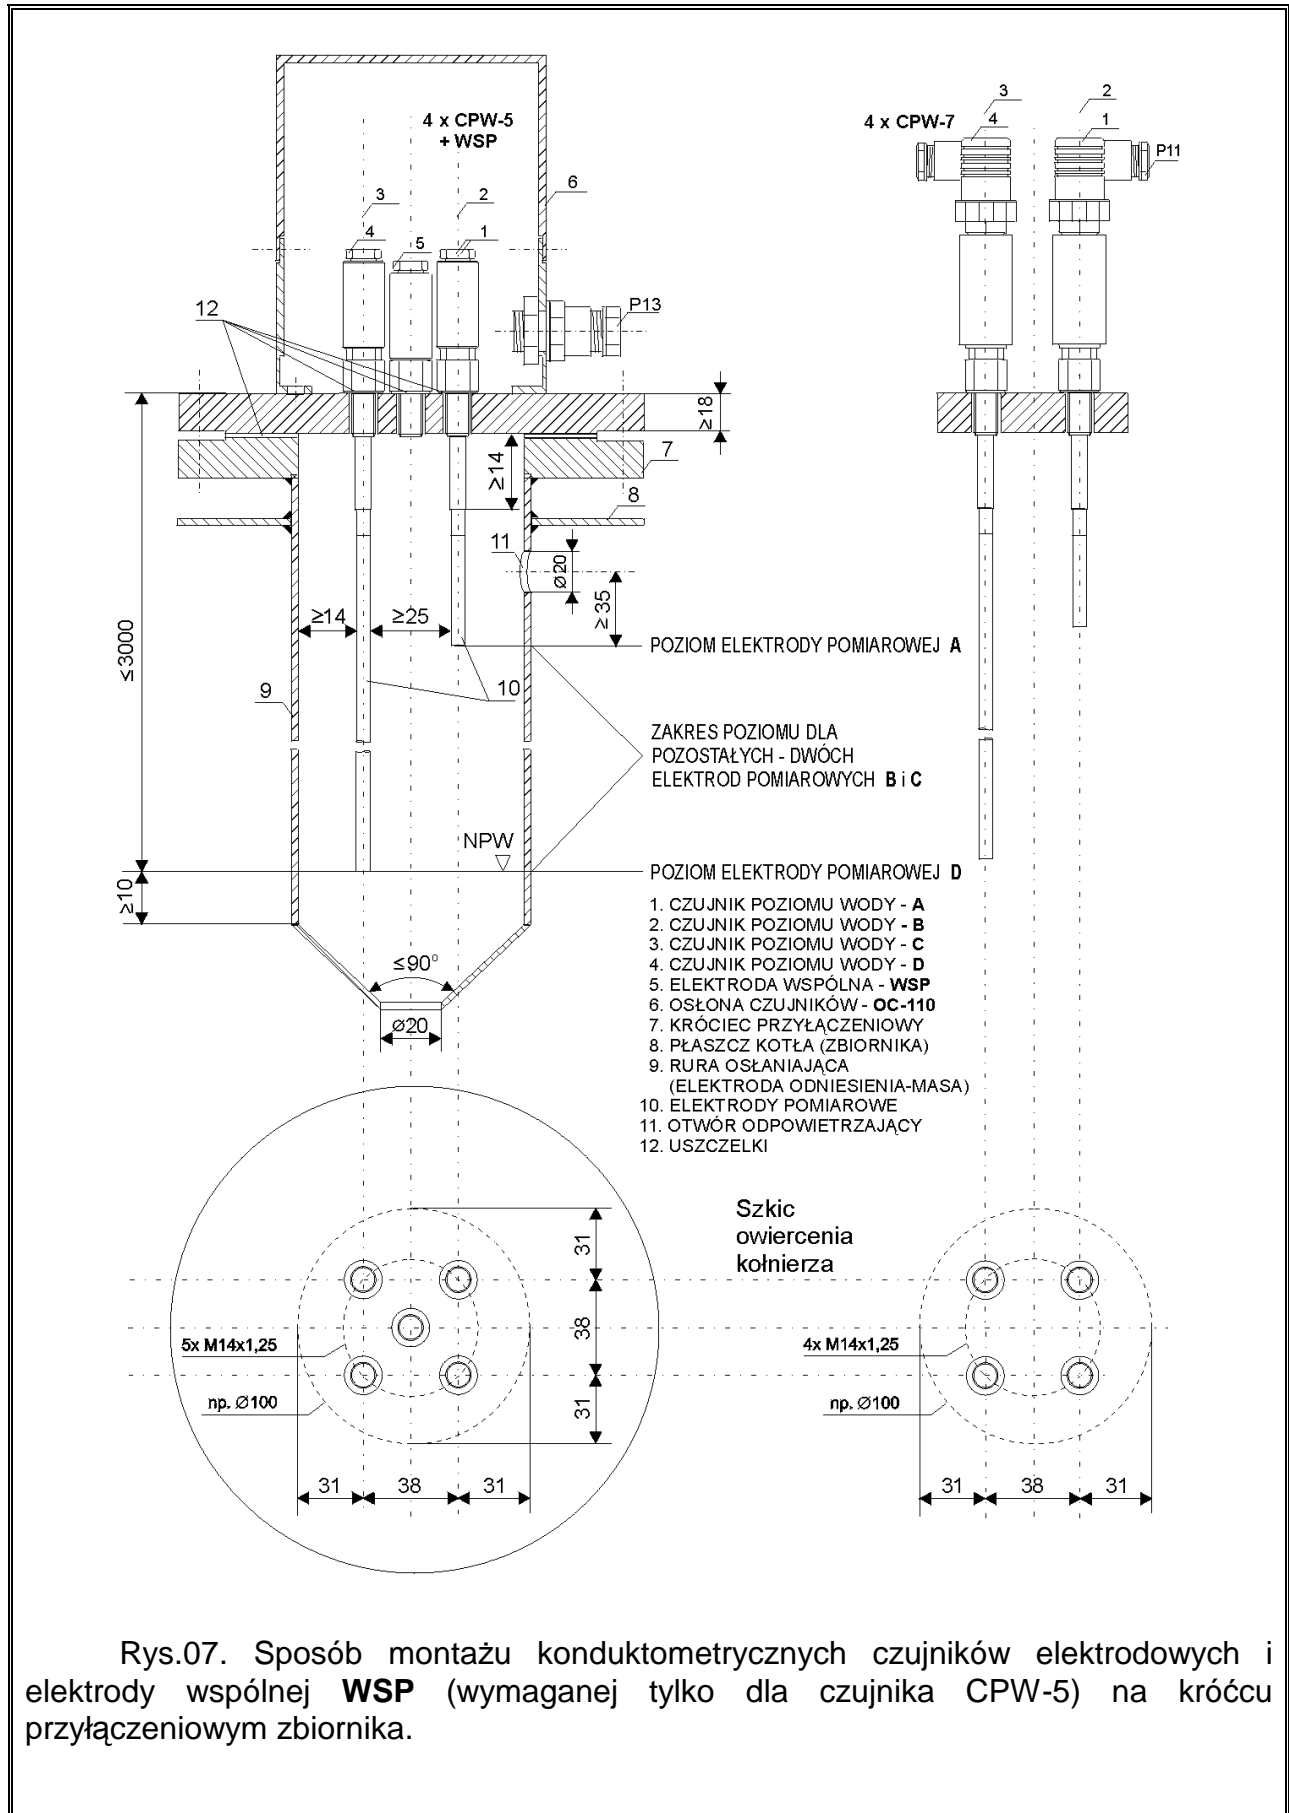 4 x CPW-5
+ WSP
3
2
6
4
5
1
12
P13
≥18
≥14
7
8
11
Ø20
≥35
≥14
≥25
≤3000
9
10
POZIOM ELEKTRODY POMIAROWEJ A
ZAKRES POZIOMU DLA
POZOSTAŁYCH - DWÓCH
ELEKTROD POMIAROWYCH B i C
NPW
POZIOM ELEKTRODY POMIAROWEJ D
≥10
≤90°
Ø20
4 x CPW-7
3
4
2
1
P11
1. CZUJNIK POZIOMU WODY - A
2. CZUJNIK POZIOMU WODY - B
3. CZUJNIK POZIOMU WODY - C
4. CZUJNIK POZIOMU WODY - D
5. ELEKTRODA WSPÓLNA - WSP
6. OSŁONA CZUJNIKÓW - OC-110
7. KRÓCIEC PRZYŁĄCZENIOWY
8. PŁASZCZ KOTŁA (ZBIORNIKA)
9. RURA OSŁANIAJĄCA
(ELEKTRODA ODNIESIENIA-MASA)
10. ELEKTRODY POMIAROWE
11. OTWÓR ODPOWIETRZAJĄCY
12. USZCZELKI
Szkic
owiercenia
kołnierza
31
38
31
5x M14x1,25
np. Ø100
31
38
31
4x M14x1,25
np. Ø100
31
38
31
Rys.07. Sposób montażu konduktometrycznych czujników elektrodowych i
elektrody wspólnej WSP (wymaganej tylko dla czujnika CPW-5) na króćcu
przyłączeniowym zbiornika.